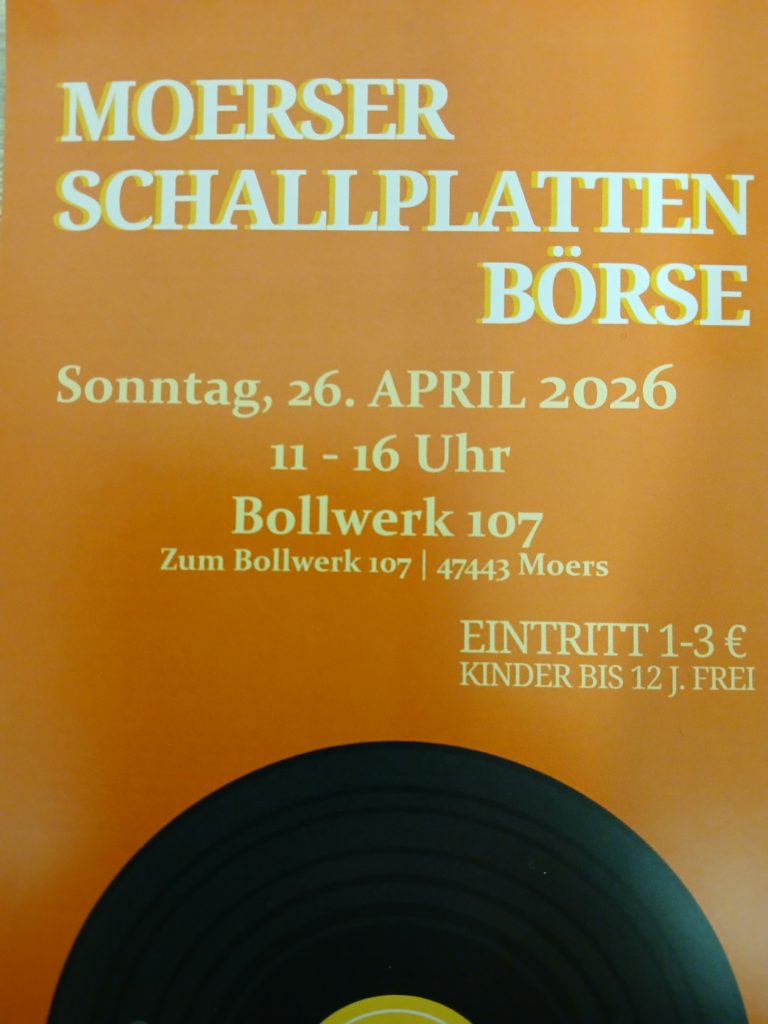 MOERSER
SCHALLPLATTEN
BÖRSE
Sonntag, 26. APRIL 2026
11 - 16 Uhr
Bollwerk 107
Zum Bollwerk 107 | 47443 Moers
EINTRITT 1-3 €
KINDER BIS 12 J. FREI